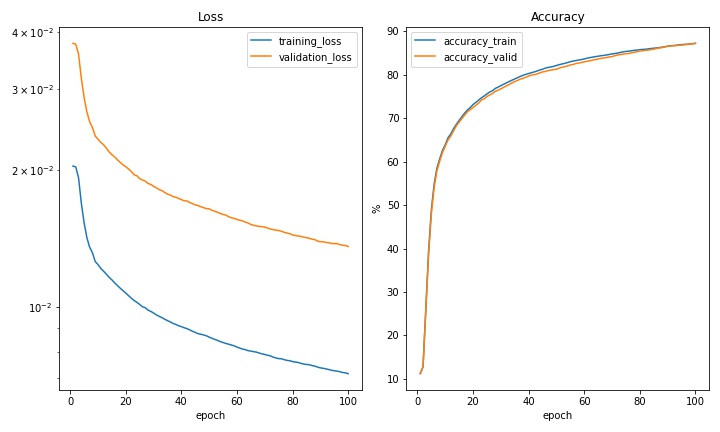 Loss
4 × 10⁻²
3 × 10⁻²
2 × 10⁻²
10⁻²
training_loss
validation_loss
0 20 40 60 80 100
epoch
Accuracy
90
80
70
60
50
40
30
20
10
%
accuracy_train
accuracy_valid
0 20 40 60 80 100
epoch